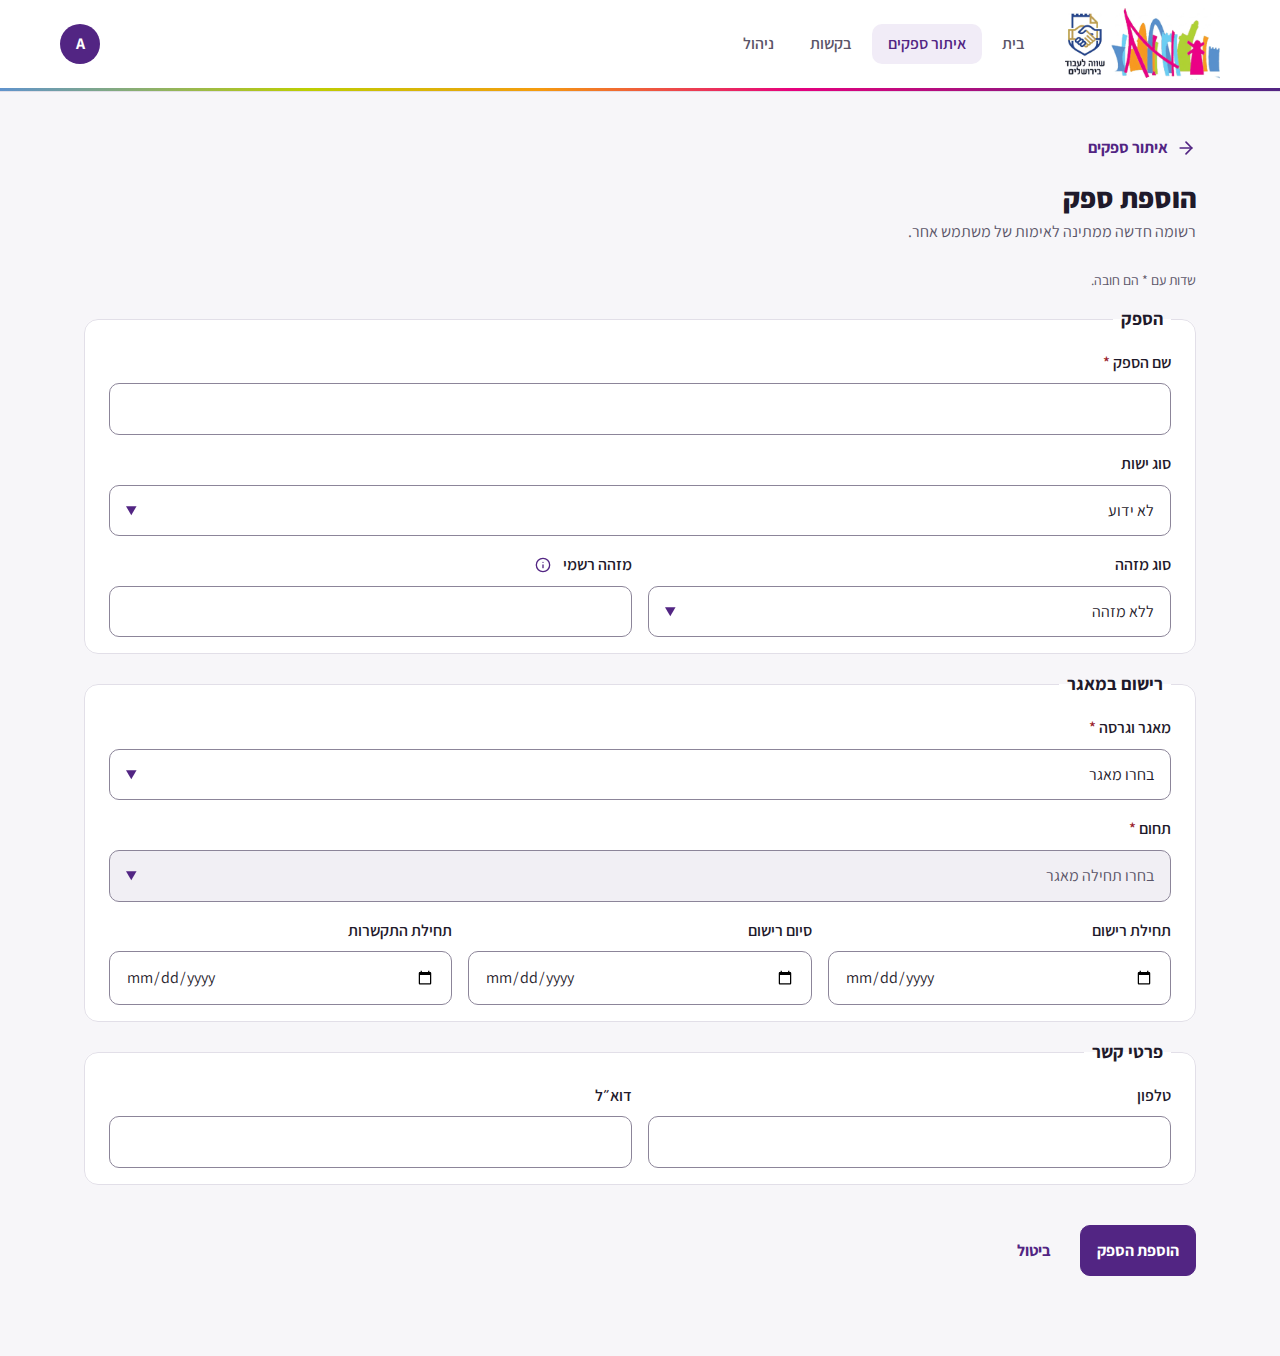 שווה לעבוד
בירושלים
בית
איתור ספקים
בקשות
ניהול
A
איתור ספקים
הוספת ספק
רשומה חדשה ממתינה לאימות של משתמש אחר.
שדות עם * הם חובה.
הספק
שם הספק *
סוג ישות
לא ידוע
סוג מזהה
מזהה רשמי
ללא מזהה
רישום במאגר
מאגר וגרסה *
בחרו מאגר
תחום *
בחרו תחילה מאגר
תחילת רישום
סיום רישום
תחילת התקשרות
mm/dd/yyyy
mm/dd/yyyy
mm/dd/yyyy
פרטי קשר
טלפון
דוא״ל
הוספת הספק
ביטול